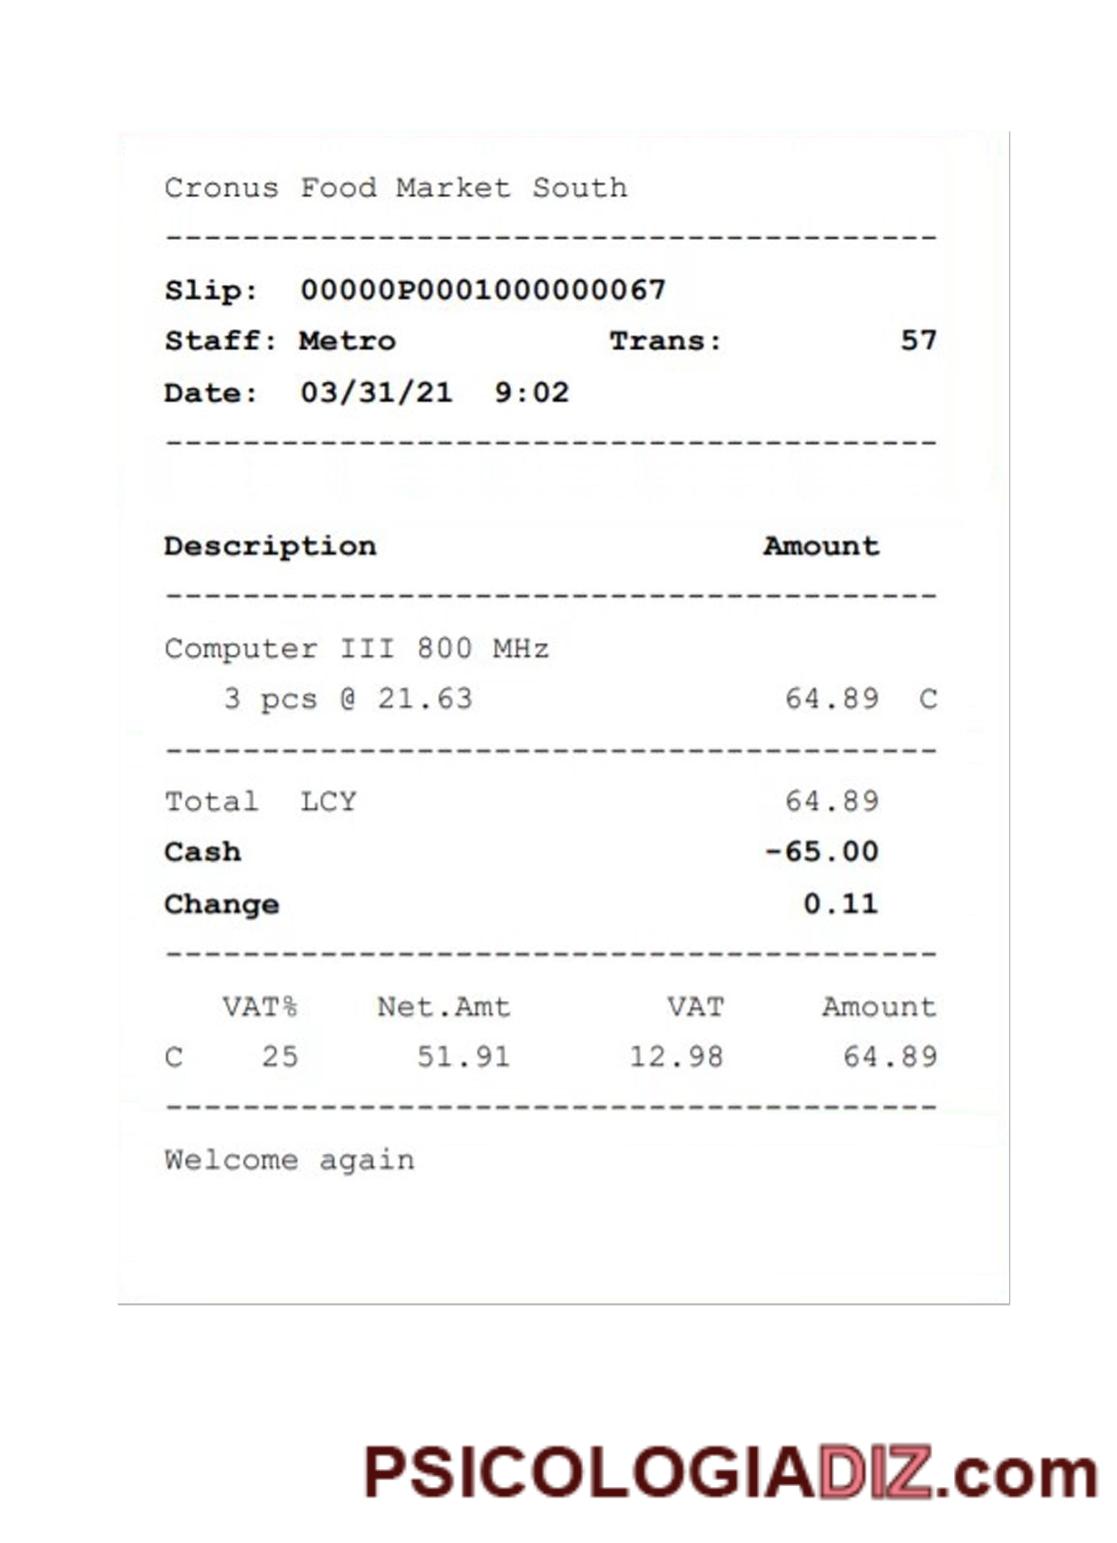 Cronus Food Market South
----------------------------------------
Slip: 00000P0001000000067
Staff: Metro Trans: 57
Date: 03/31/21 9:02
----------------------------------------
Description Amount
----------------------------------------
Computer III 800 MHz
3 pcs @ 21.63 64.89 C
----------------------------------------
Total LCY 64.89
Cash -65.00
Change 0.11
----------------------------------------
VAT% Net.Amt VAT Amount
C 25 51.91 12.98 64.89
----------------------------------------
Welcome again
PSICOLOGIADIZ.com